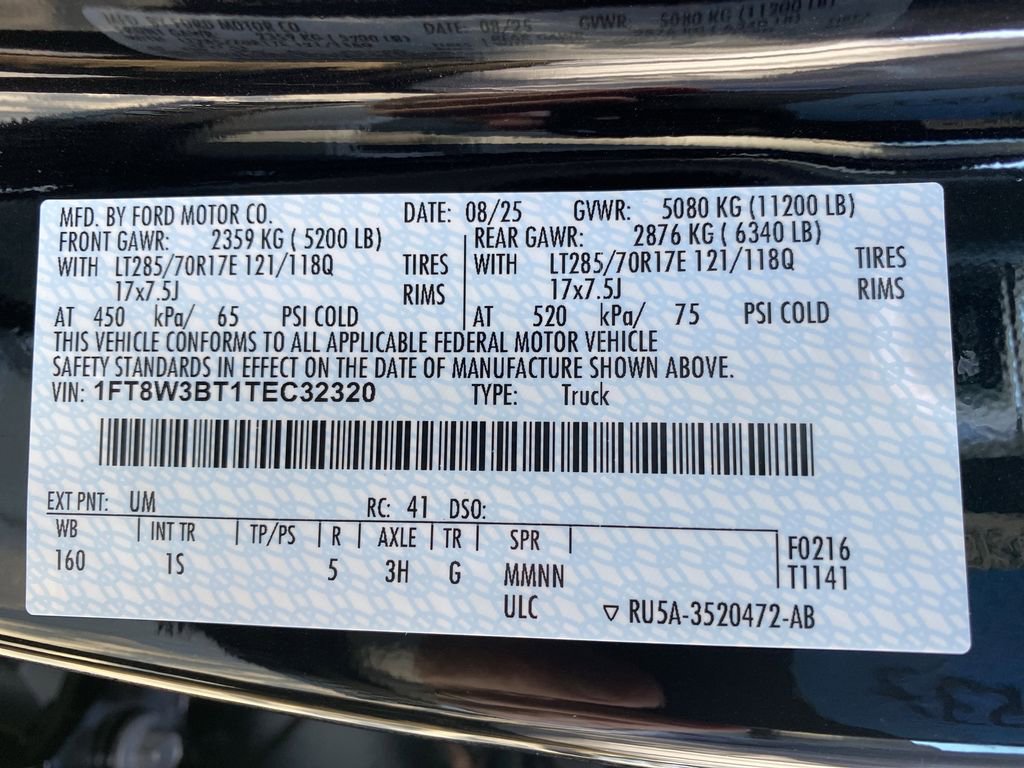 MFD. BY FORD MOTOR CO. DATE: 08/25 GVWR: 5080 KG (11200 LB)
FRONT GAWR: 2359 KG ( 5200 LB) REAR GAWR: 2876 KG ( 6340 LB)
WITH LT285/70R17E 121/118Q TIRES WITH LT285/70R17E 121/118Q TIRES
17x7.5J RIMS 17x7.5J RIMS
AT 450 kPa/ 65 PSI COLD AT 520 kPa/ 75 PSI COLD
THIS VEHICLE CONFORMS TO ALL APPLICABLE FEDERAL MOTOR VEHICLE
SAFETY STANDARDS IN EFFECT ON THE DATE OF MANUFACTURE SHOWN ABOVE.
VIN: 1FT8W3BT1TEC32320 TYPE: Truck
EXT PNT: UM RC: 41 DSO:
WB INT TR TP/PS R AXLE TR SPR
160 1S 5 3H G MMNN
ULC
F0216
T1141
▽ RU5A-3520472-AB